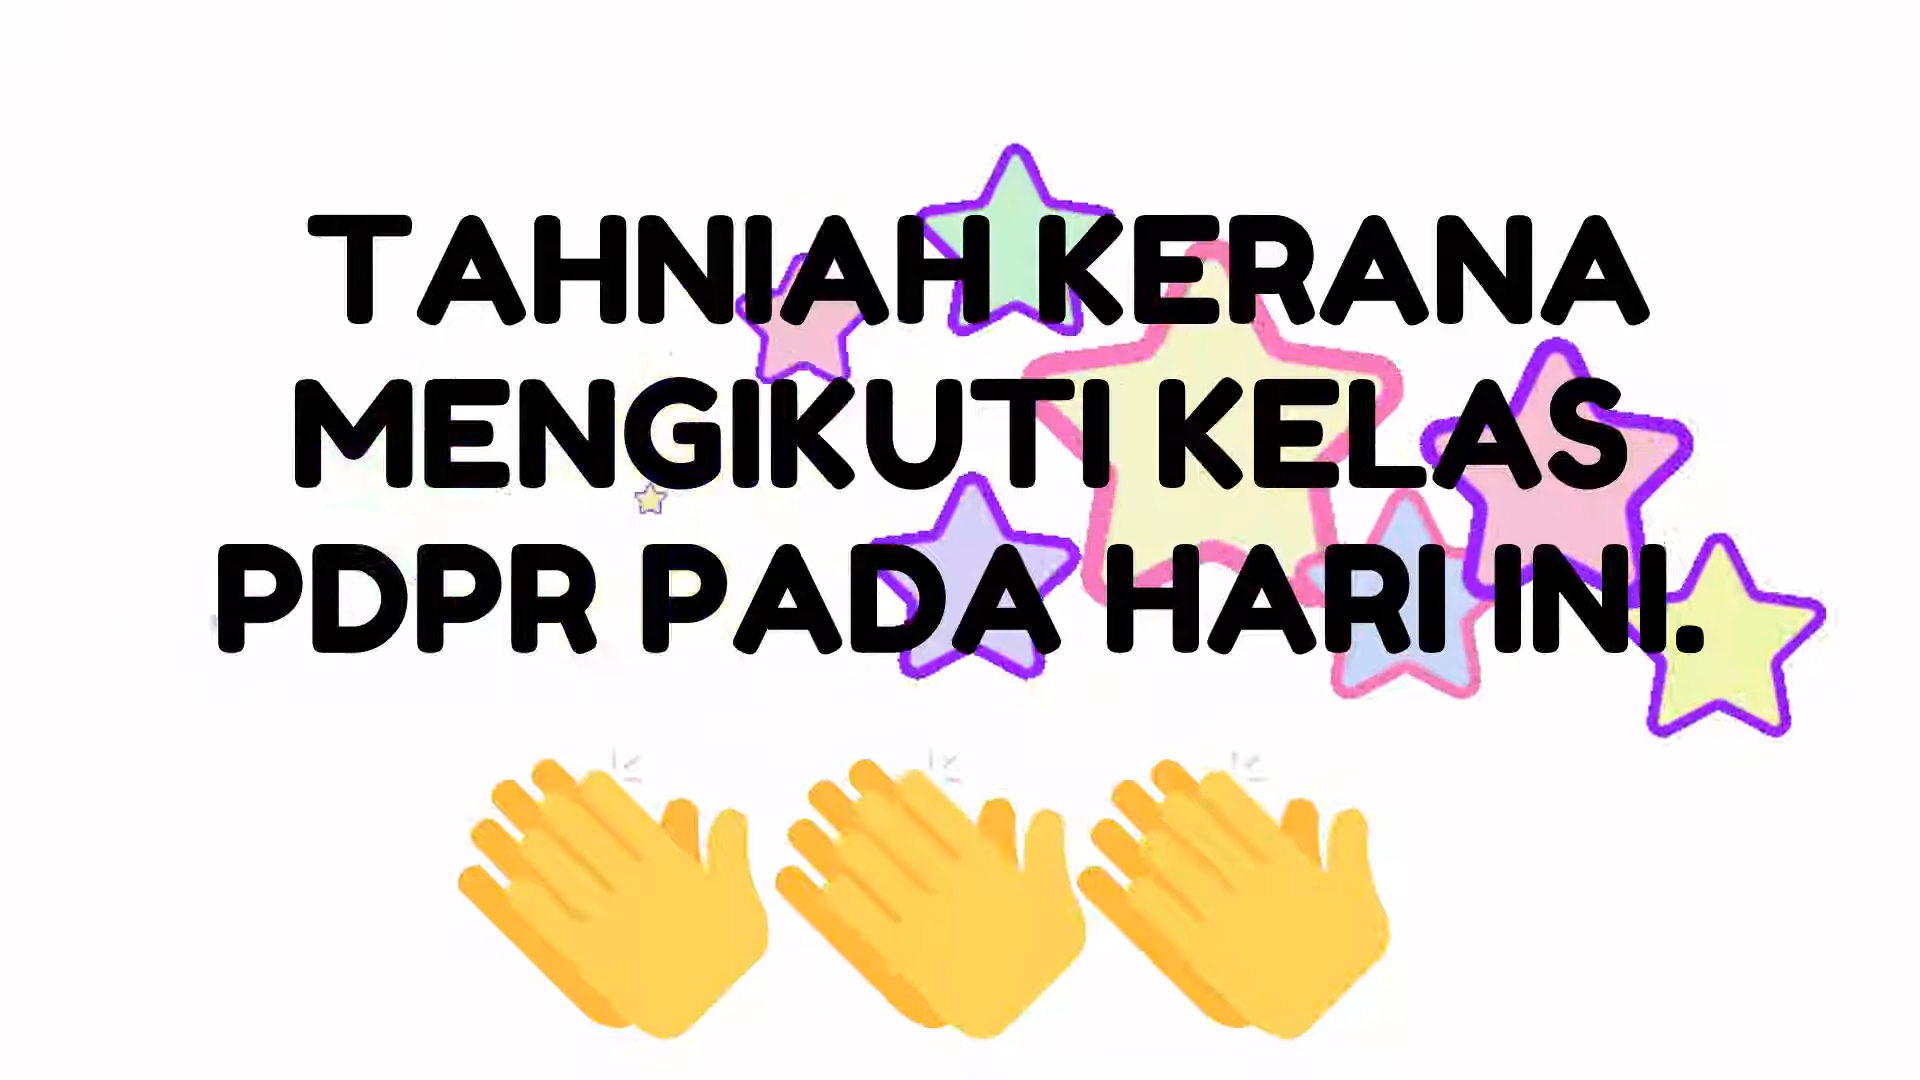 TAHNIAH KERANA
MENGIKUTI KELAS
PDPR PADA HARI INI.